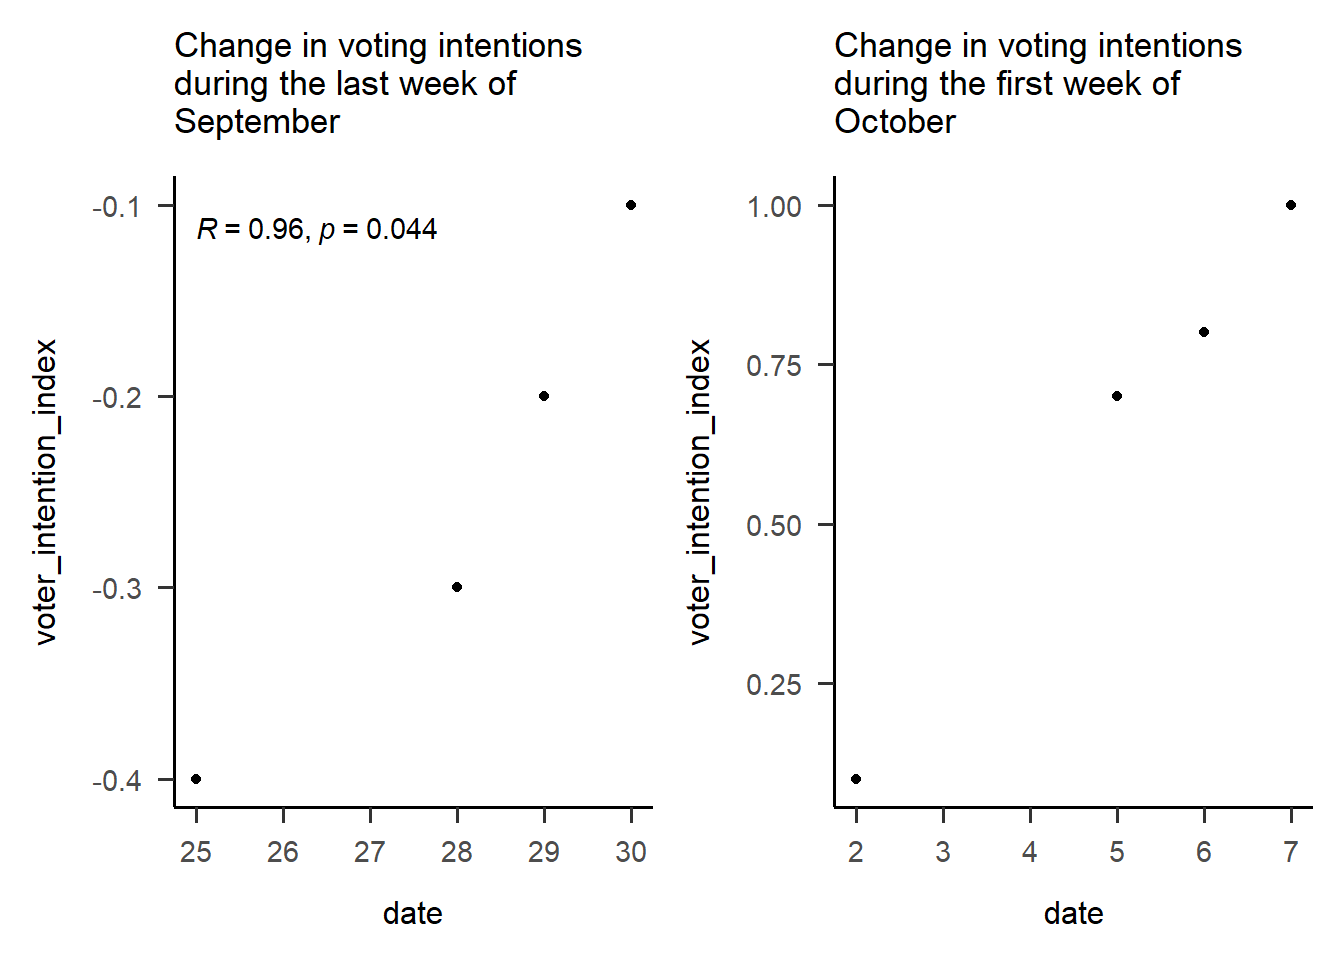 Change in voting intentions
during the last week of
September
-0.1
-0.2
-0.3
-0.4
R = 0.96, p = 0.044
voter_intention_index
25 26 27 28 29 30
date
Change in voting intentions
during the first week of
October
1.00
0.75
0.50
0.25
voter_intention_index
2 3 4 5 6 7
date